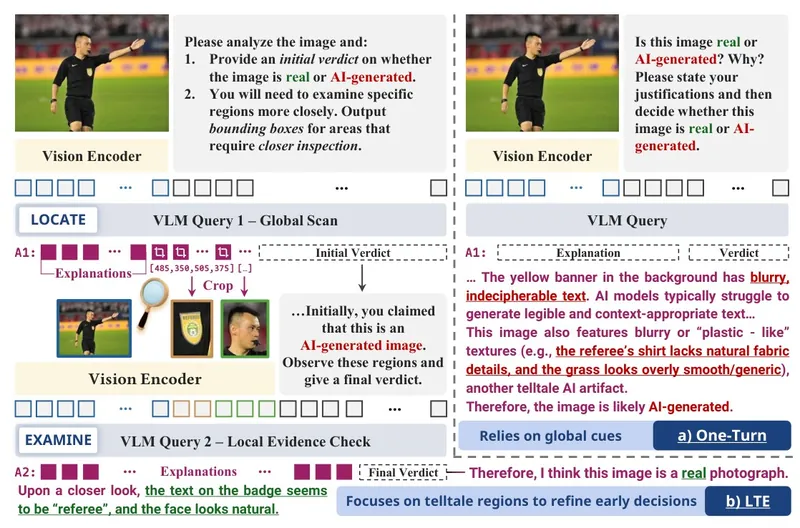 Please analyze the image and:
1. Provide an initial verdict on whether
the image is real or AI-generated.
2. You will need to examine specific
regions more closely. Output
bounding boxes for areas that
require closer inspection.
Vision Encoder
...
...
LOCATE
VLM Query 1 – Global Scan
A1:
...
...
Initial Verdict
Explanations
[485,350,505,375] […]
Crop
…Initially, you claimed
that this is an
AI-generated image.
Observe these regions and
give a final verdict.
Vision Encoder
...
...
EXAMINE
VLM Query 2 – Local Evidence Check
A2:
...
Explanations
...
Final Verdict
Therefore, I think this image is a real photograph.
Upon a closer look, the text on the badge seems
to be “referee”, and the face looks natural.
Focuses on telltale regions to refine early decisions
b) LTE
Is this image real or
AI-generated? Why?
Please state your
justifications and then
decide whether this
image is real or AI-
generated.
Vision Encoder
...
...
VLM Query
A1:
Explanation
Verdict
... The yellow banner in the background has blurry,
indecipherable text. AI models typically struggle to
generate legible and context-appropriate text...
This image also features blurry or “plastic - like”
textures (e.g., the referee’s shirt lacks natural fabric
details, and the grass looks overly smooth/generic),
another telltale AI artifact.
Therefore, the image is likely AI-generated.
Relies on global cues
a) One-Turn